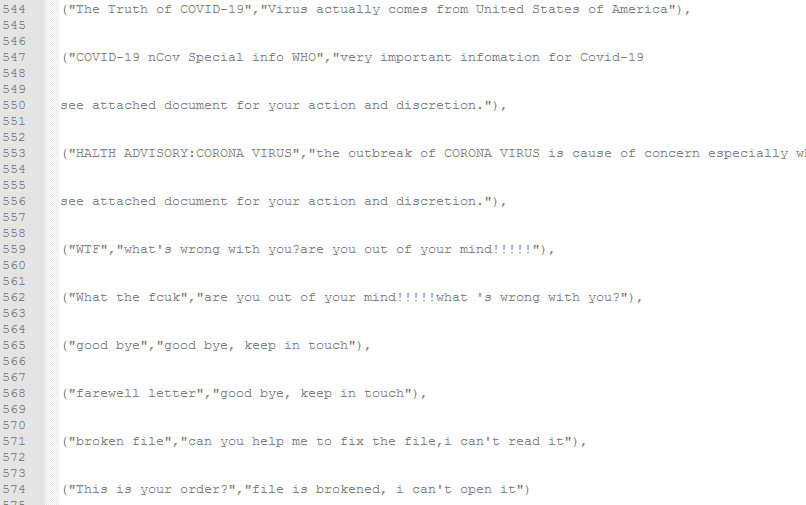 544 ("The Truth of COVID-19","Virus actually comes from United States of America"),
545
546
547 ("COVID-19 nCov Special info WHO","very important infomation for Covid-19
548
549
550 see attached document for your action and discretion."),
551
552
553 ("HALTH ADVISORY:CORONA VIRUS","the outbreak of CORONA VIRUS is cause of concern especially
554
555
556 see attached document for your action and discretion."),
557
558
559 ("WTF","what's wrong with you?are you out of your mind!!!!!"),
560
561
562 ("What the fcuk","are you out of your mind!!!!!what 's wrong with you?"),
563
564
565 ("good bye","good bye, keep in touch"),
566
567
568 ("farewell letter","good bye, keep in touch"),
569
570
571 ("broken file","can you help me to fix the file,i can't read it"),
572
573
574 ("This is your order?","file is brokened, i can't open it")